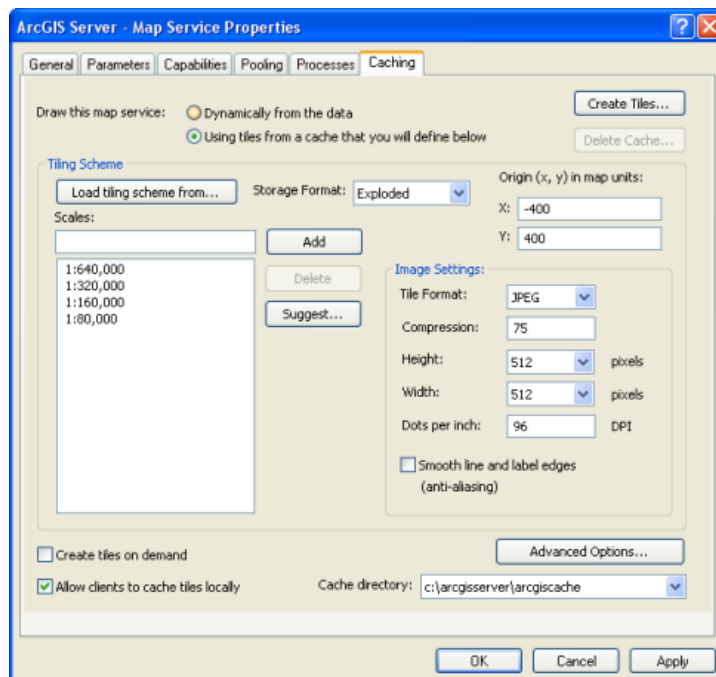 ArcGIS Server - Map Service Properties
General Parameters Capabilities Pooling Processes Caching
Draw this map service:
Dynamically from the data
Using tiles from a cache that you will define below
Create Tiles...
Delete Cache...
Tiling Scheme
Load tiling scheme from...
Storage Format: Exploded
Origin (x, y) in map units:
X: -400
Y: 400
Scales:
Add
Delete
Suggest...
1:640,000
1:320,000
1:160,000
1:80,000
Image Settings:
Tile Format: JPEG
Compression: 75
Height: 512 pixels
Width: 512 pixels
Dots per inch: 96 DPI
Smooth line and label edges
(anti-aliasing)
Create tiles on demand
Advanced Options...
Allow clients to cache tiles locally
Cache directory: c:\arcgisserver\arcgiscache
OK Cancel Apply